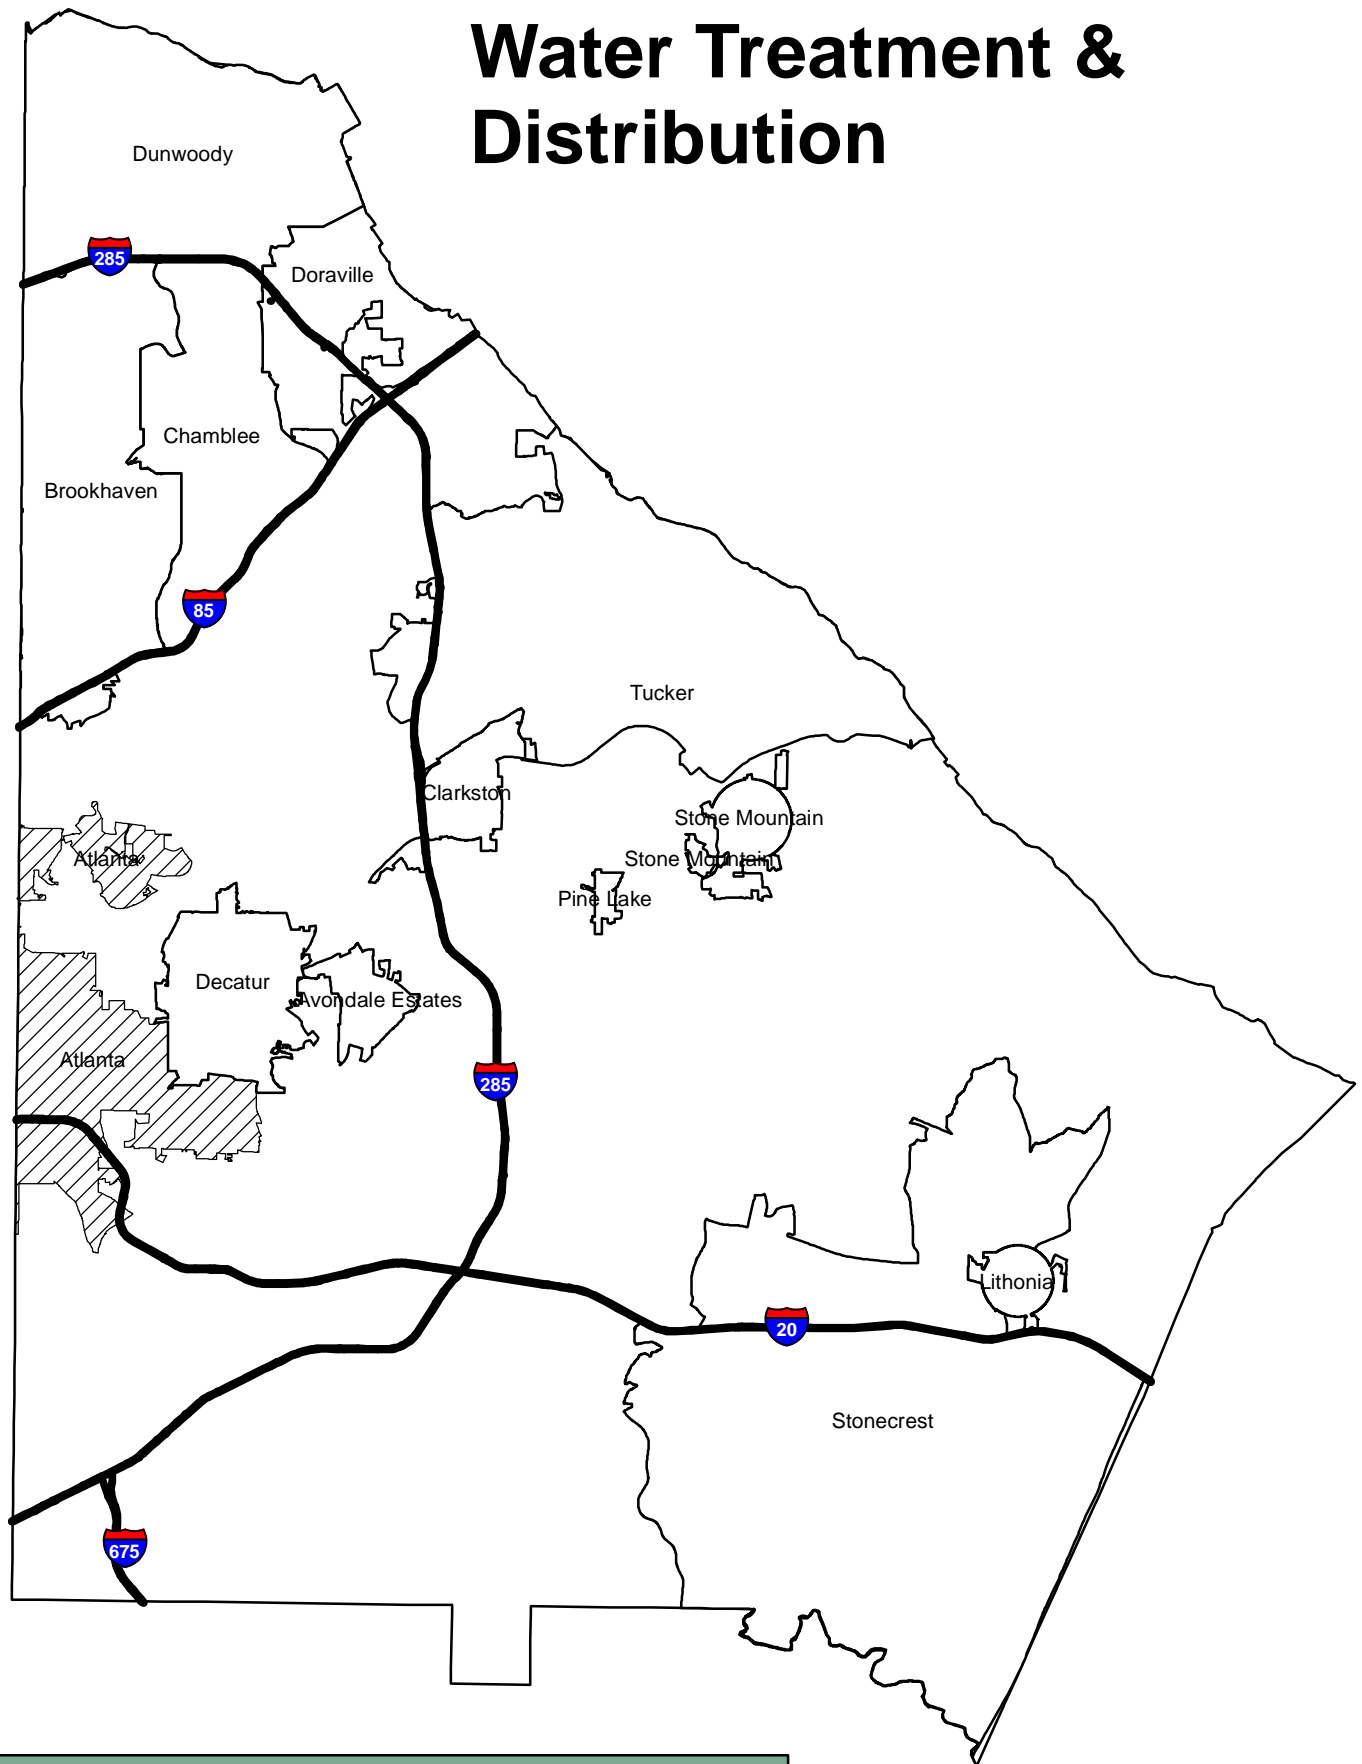 Water Treatment &
Distribution
Dunwoody
285
Doraville
Chamblee
Brookhaven
85
Tucker
Clarkston
Stone Mountain
Stone Mountain
Atlanta
Pine Lake
Decatur
Avondale Estates
Atlanta
285
Lithonia
20
Stonecrest
675